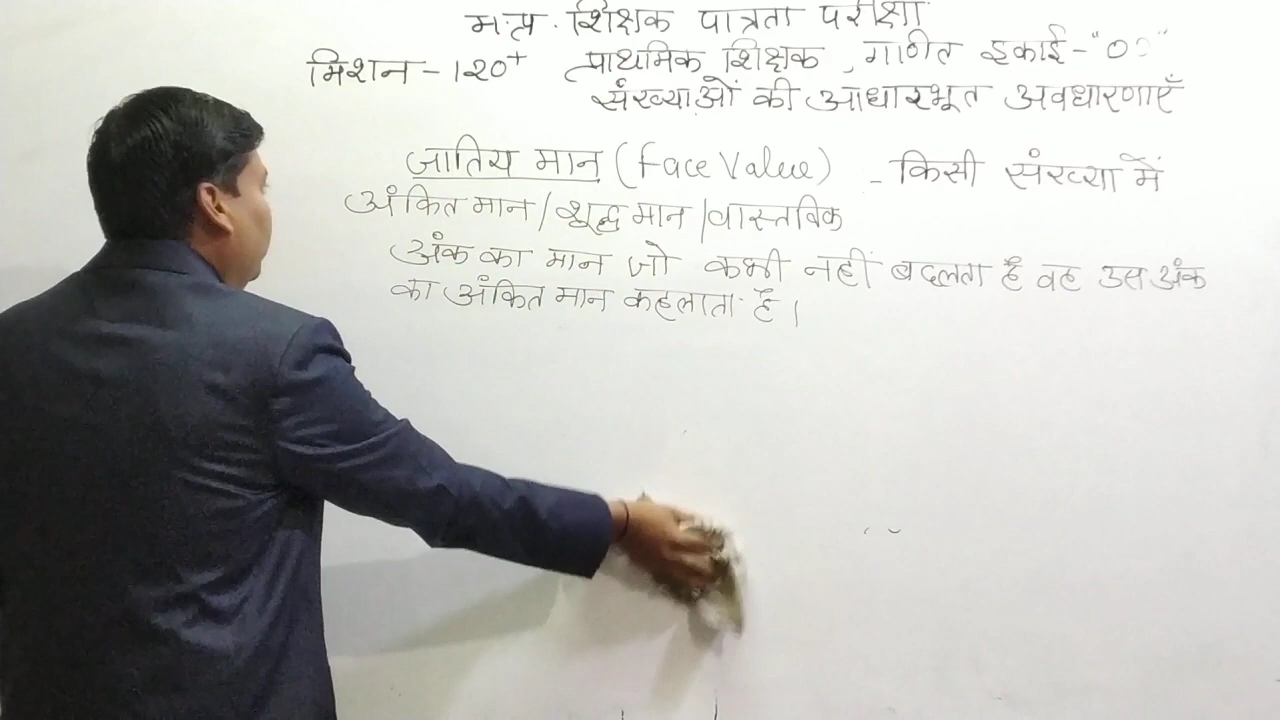 म.प्र. शिक्षक पात्रता परीक्षा
मिशन - 120+ प्राथमिक शिक्षक, गणित इकाई -
संख्याओं की आधारभूत अवधारणाएँ
जातिय मान (Face Value) - किसी संख्या में
अंकित मान / शुद्ध मान / वास्तविक
अंक का मान जो कभी नहीं बदलता है वह उस अंक
का अंकित मान कहलाता है।